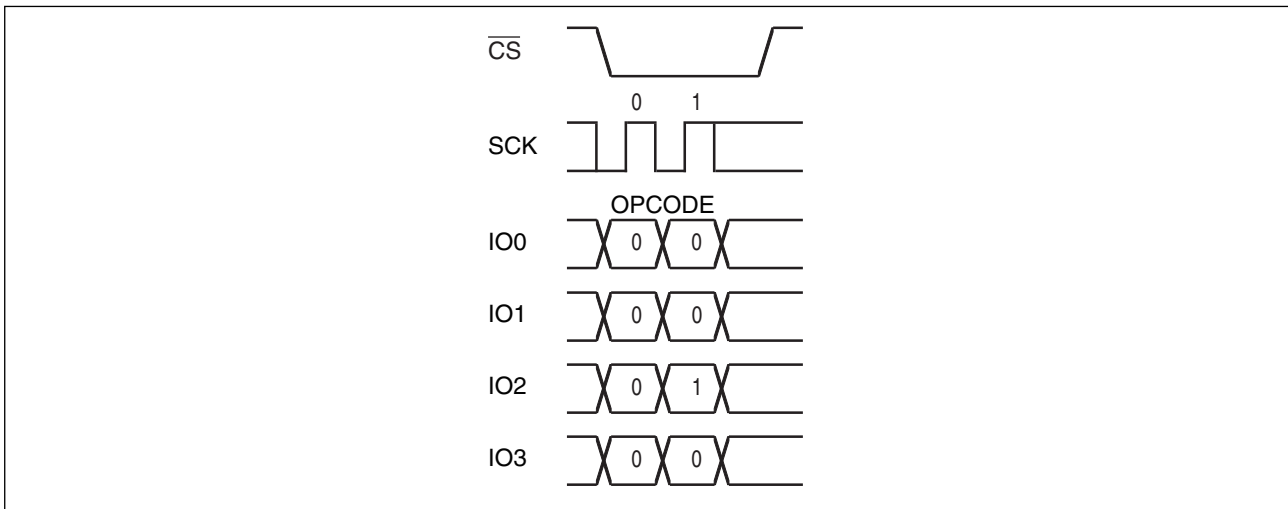 CS
0 1
SCK
OPCODE
IO0 0 0
IO1 0 0
IO2 0 1
IO3 0 0